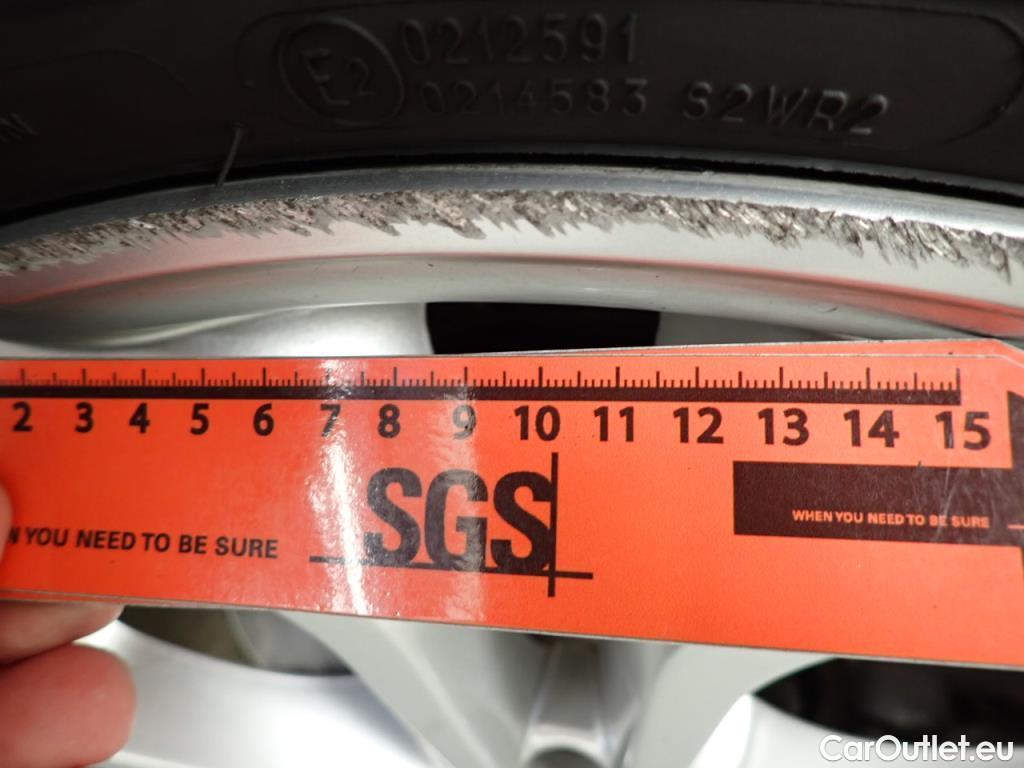 E2
0212591
0214583 S2WR2
N
2 3 4 5 6 7 8 9 10 11 12 13 14 15
SGS
WHEN YOU NEED TO BE SURE
N YOU NEED TO BE SURE
CarOutlet.eu